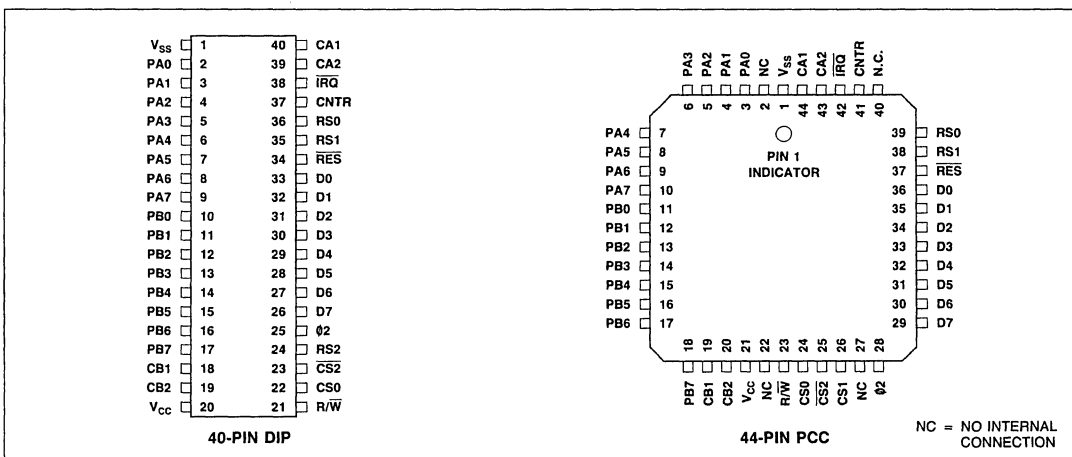 VSS 1 40 CA1
PA0 2 39 CA2
PA1 3 38 I̅R̅Q̅
PA2 4 37 CNTR
PA3 5 36 RS0
PA4 6 35 RS1
PA5 7 34 R̅E̅S̅
PA6 8 33 D0
PA7 9 32 D1
PB0 10 31 D2
PB1 11 30 D3
PB2 12 29 D4
PB3 13 28 D5
PB4 14 27 D6
PB5 15 26 D7
PB6 16 25 ϕ2
PB7 17 24 RS2
CB1 18 23 C̅S̅2̅
CB2 19 22 CS0
VCC 20 21 R/W̅
40-PIN DIP
PA3 PA2 PA1 PA0 NC VSS CA1 CA2 I̅R̅Q̅ CNTR N.C.
6 5 4 3 2 1 44 43 42 41 40
PA4 7 39 RS0
PA5 8 38 RS1
PA6 9 37 R̅E̅S̅
PA7 10 36 D0
PB0 11 35 D1
PB1 12 34 D2
PB2 13 33 D3
PB3 14 32 D4
PB4 15 31 D5
PB5 16 30 D6
PB6 17 29 D7
PIN 1
INDICATOR
18 19 20 21 22 23 24 25 26 27 28
PB7 CB1 CB2 VCC NC R/W̅ CS0 C̅S̅2̅ CS1 NC ϕ2
44-PIN PCC
NC = NO INTERNAL
CONNECTION